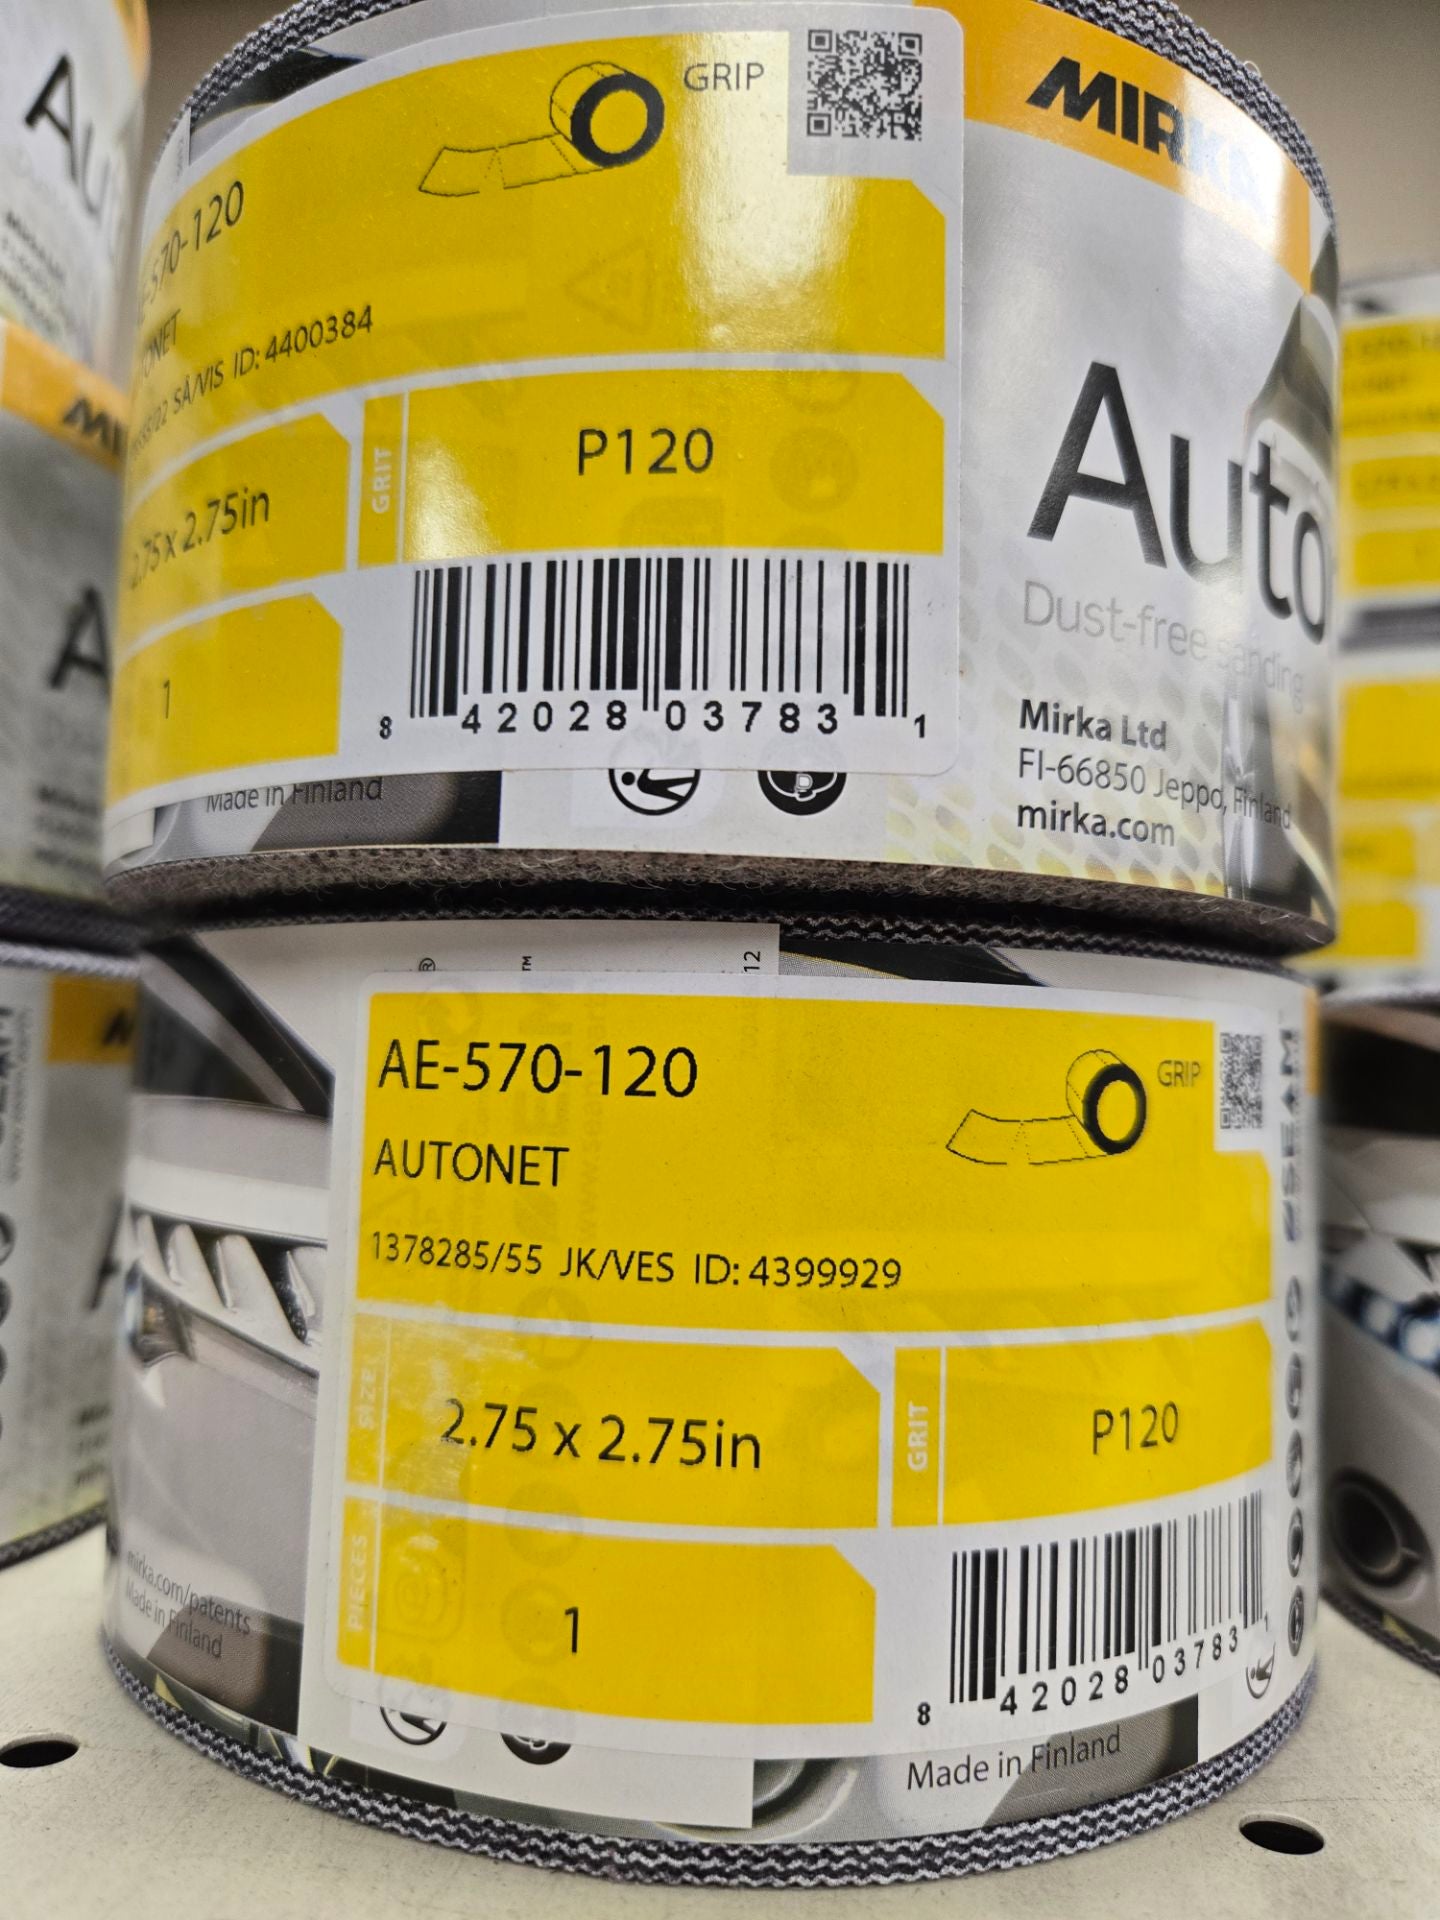 GRIP
MIRKA
570-120
ID: 4400384
SÅ/VIS
2.75 x 2.75in
GRIT
P120
1
8 42028 03783 1
Auto
Dust-free sanding
Mirka Ltd
FI-66850 Jeppo, Finland
mirka.com
Made in Finland
® ™ 12
AE-570-120
GRIP
AUTONET
1378285/55 JK/VES ID: 4399929
SIZE
2.75 x 2.75in
GRIT
P120
PIECES
1
8 42028 03783 1
mirka.com/patents
Made in Finland
Made in Finland